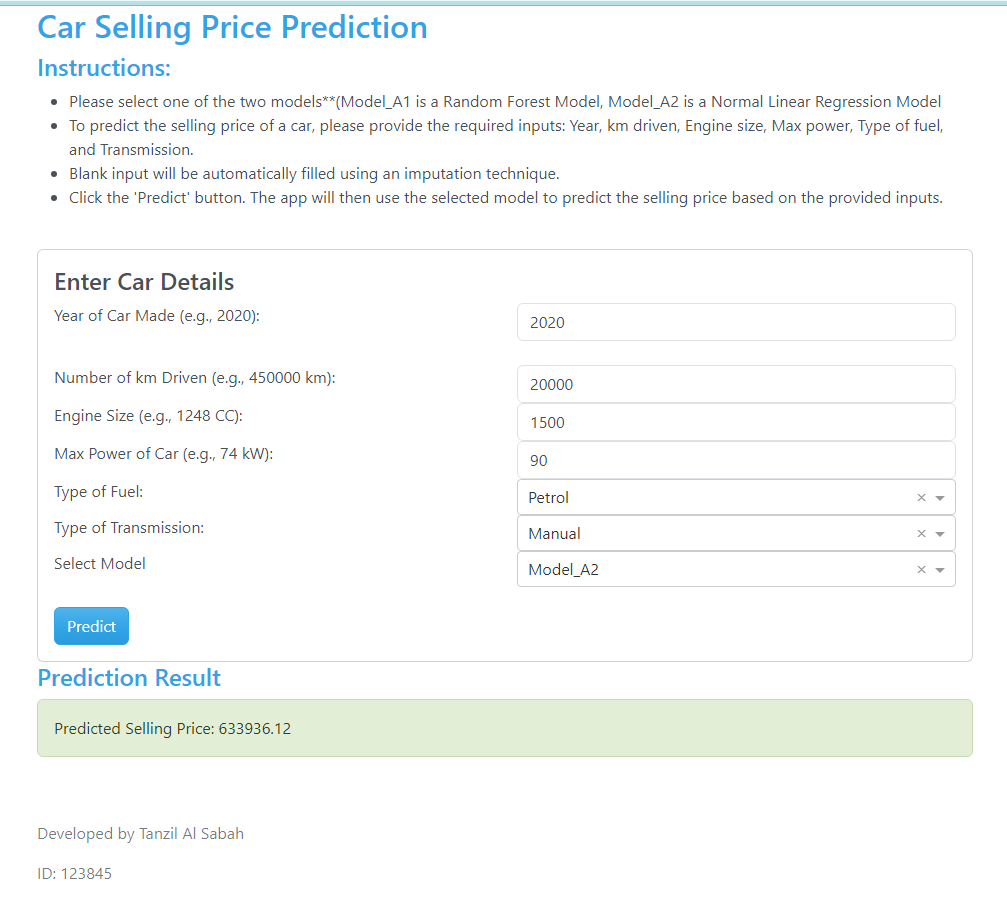 Car Selling Price Prediction
Instructions:
Please select one of the two models**(Model_A1 is a Random Forest Model, Model_A2 is a Normal Linear Regression Model
To predict the selling price of a car, please provide the required inputs: Year, km driven, Engine size, Max power, Type of fuel,
and Transmission.
Blank input will be automatically filled using an imputation technique.
Click the 'Predict' button. The app will then use the selected model to predict the selling price based on the provided inputs.
Enter Car Details
Year of Car Made (e.g., 2020):
2020
Number of km Driven (e.g., 450000 km):
20000
Engine Size (e.g., 1248 CC):
1500
Max Power of Car (e.g., 74 kW):
90
Type of Fuel:
Petrol
Type of Transmission:
Manual
Select Model
Model_A2
Predict
Prediction Result
Predicted Selling Price: 633936.12
Developed by Tanzil Al Sabah
ID: 123845